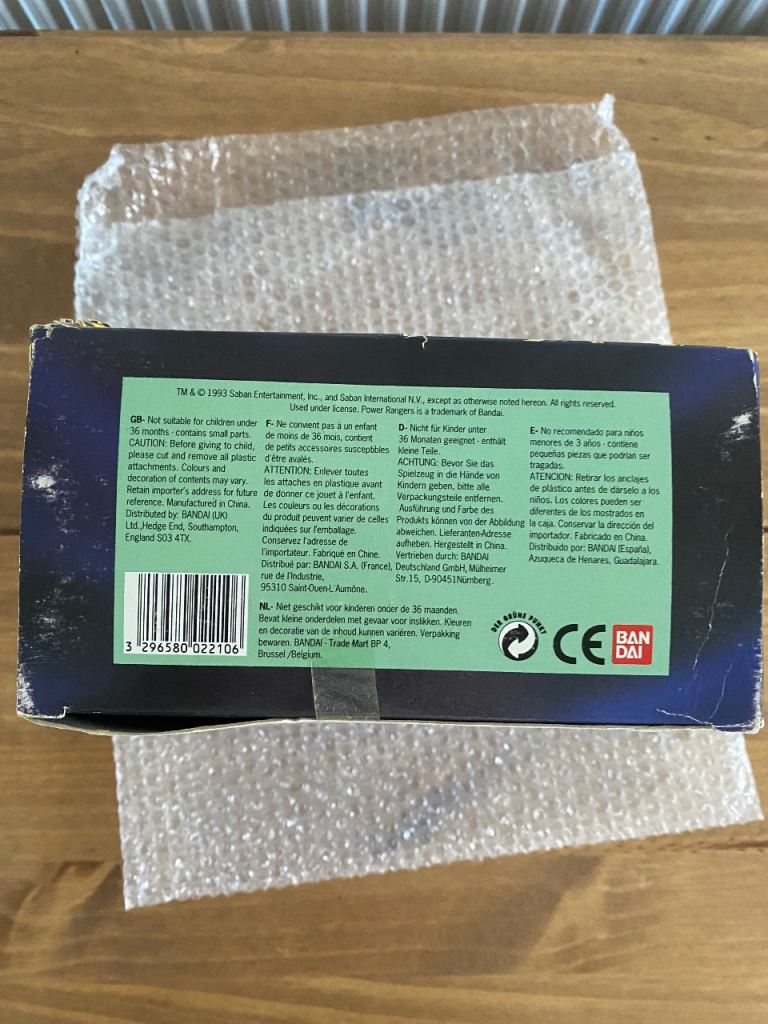 TM & © 1993 Saban Entertainment, Inc., and Saban International N.V., except as otherwise noted hereon. All rights reserved.
Used under license. Power Rangers is a trademark of Bandai.
GB- Not suitable for children under
36 months - contains small parts.
CAUTION: Before giving to child,
please cut and remove all plastic
attachments. Colours and
decoration of contents may vary.
Retain importer's address for future
reference. Manufactured in China.
Distributed by: BANDAI (UK)
Ltd.,Hedge End, Southampton,
England S03 4TX.
F- Ne convient pas à un enfant
de moins de 36 mois, contient
de petits accessoires susceptibles
d'être avalés.
ATTENTION: Enlever toutes
les attaches en plastique avant
de donner ce jouet à l'enfant.
Les couleurs ou les décorations
du produit peuvent varier de celles
indiquées sur l'emballage.
Conservez l'adresse de
l'importateur. Fabriqué en Chine.
Distribué par: BANDAI S.A. (France),
rue de l'Industrie,
95310 Saint-Ouen-L'Aumône.
D- Nicht für Kinder unter
36 Monaten geeignet - enthält
kleine Teile.
ACHTUNG: Bevor Sie das
Spielzeug in die Hände von
Kindern geben, bitte alle
Verpackungsteile entfernen.
Ausführung und Farbe des
Produkts können von der Abbildung
abweichen. Lieferanten-Adresse
aufheben. Hergestellt in China.
Vertrieben durch: BANDAI
Deutschland GmbH, Mülheimer
Str.15, D-90451Nürnberg.
E- No recomendado para niños
menores de 3 años - contiene
pequeñas piezas que podrían ser
tragadas.
ATENCION: Retirar los anclajes
de plástico antes de dárselo a los
niños. Los colores pueden ser
diferentes de los mostrados en
la caja. Conservar la dirección del
importador. Fabricado en China.
Distribuido por: BANDAI (España),
Azuqueca de Henares, Guadalajara.
NL- Niet geschikt voor kinderen onder de 36 maanden.
Bevat kleine onderdelen met gevaar voor inslikken. Kleuren
en decoratie van de inhoud kunnen variëren. Verpakking
bewaren. BANDAI - Trade Mart BP 4,
Brussel /Belgium.
3 296580 022106
DER GRÜNE PUNKT
CE
BAN
DAI